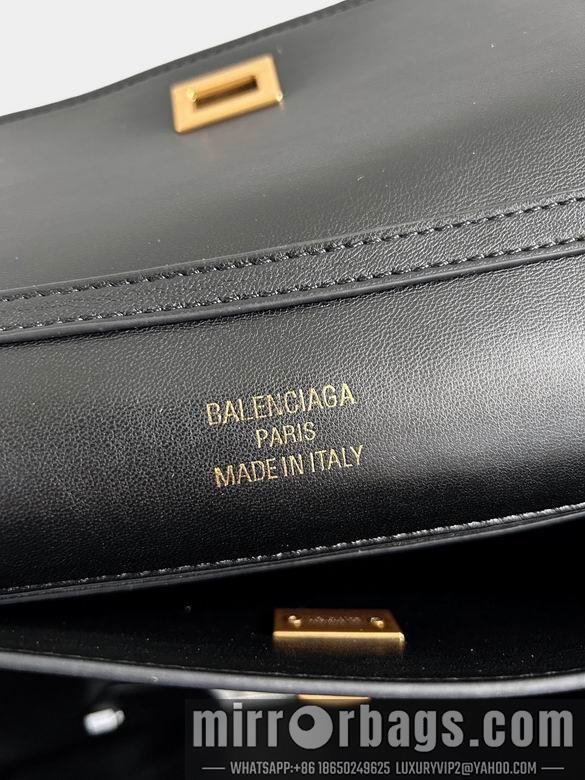 BALENCIAGA
PARIS
MADE IN ITALY
mirrorbags.com
WHATSAPP:+86 18650249625 LUXURYVIP2@YAHOO.COM